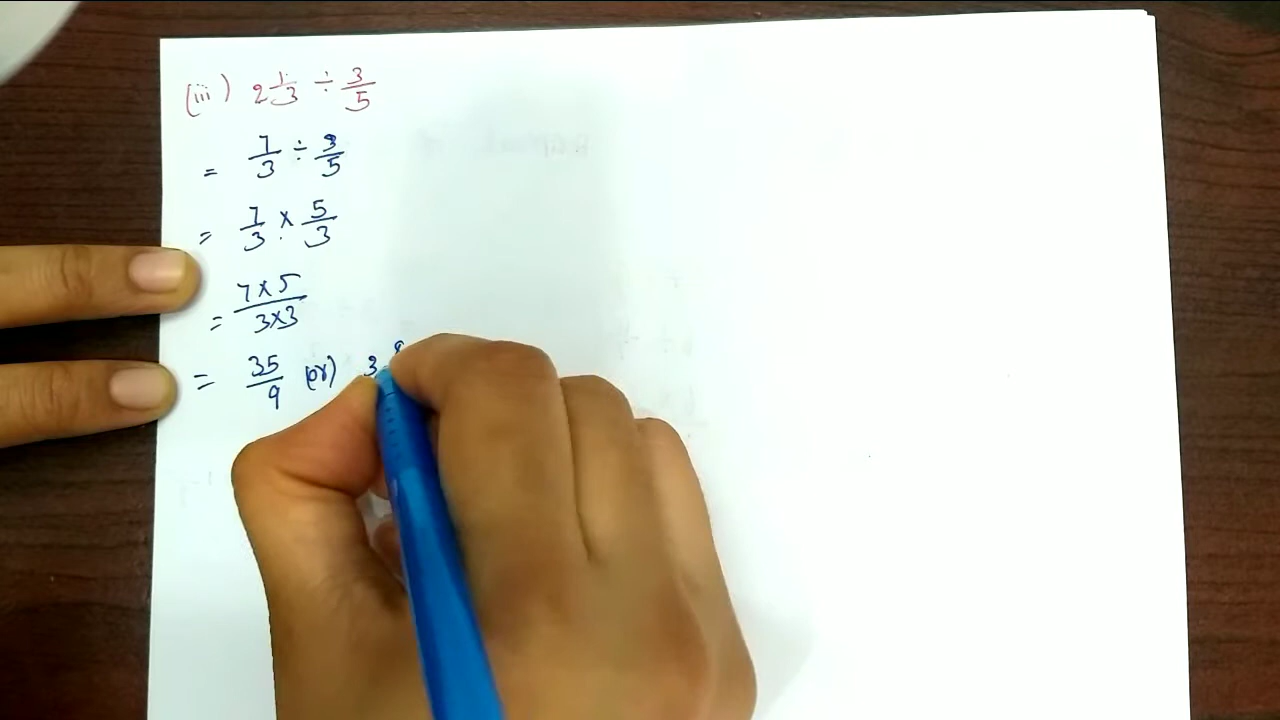 (iii) 2 1/3 ÷ 3/5
= 7/3 ÷ 3/5
= 7/3 × 5/3
= 7×5/3×3
= 35/9 (or) 3 8